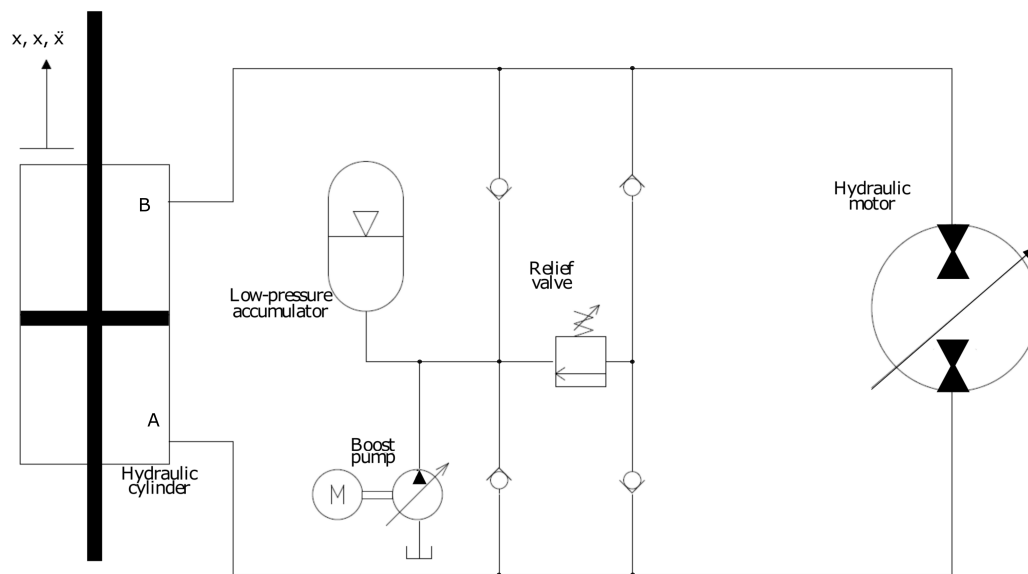 x, x, ẍ
B
Hydraulic
motor
Relief
valve
Low-pressure
accumulator
A
Boost
pump
Hydraulic
cylinder
M